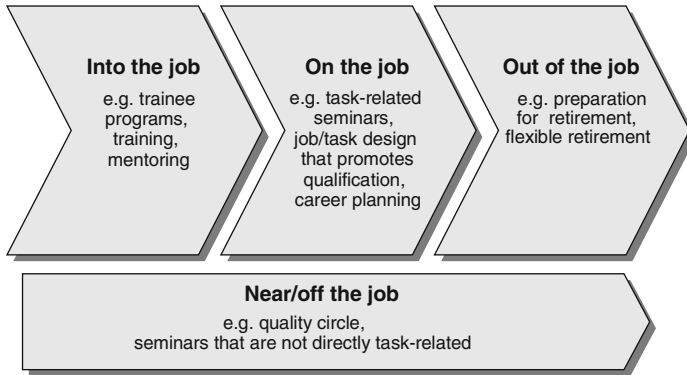 Into the job
e.g. trainee
programs,
training,
mentoring
On the job
e.g. task-related
seminars,
job/task design
that promotes
qualification,
career planning
Out of the job
e.g. preparation
for retirement,
flexible retirement
Near/off the job
e.g. quality circle,
seminars that are not directly task-related